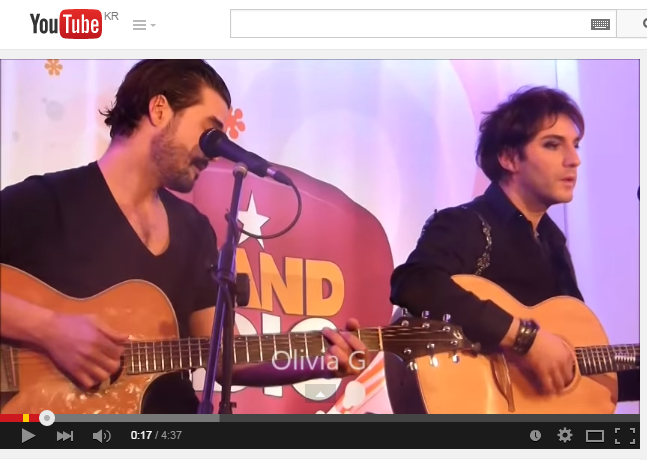 YouTube KR
AND
Olivia G
0:17 / 4:37